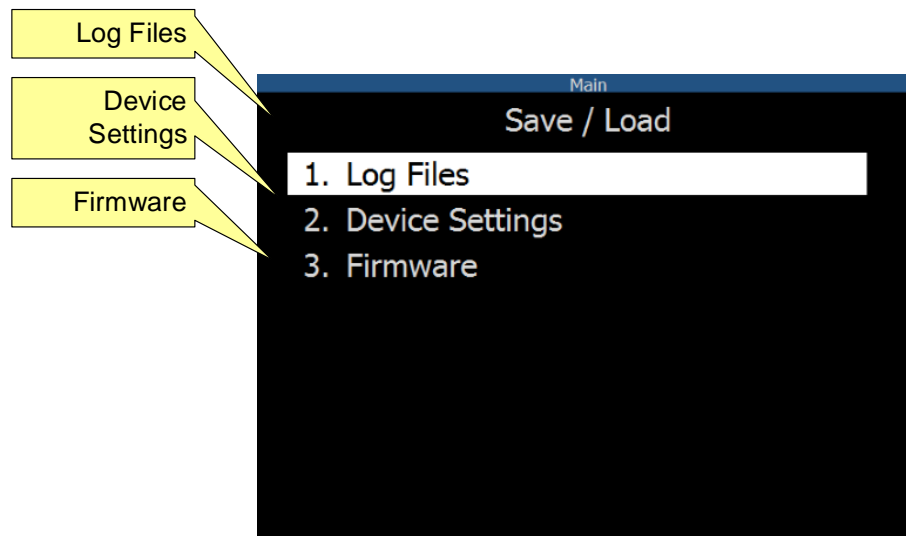 Log Files
Device
Settings
Firmware
Main
Save / Load
1. Log Files
2. Device Settings
3. Firmware